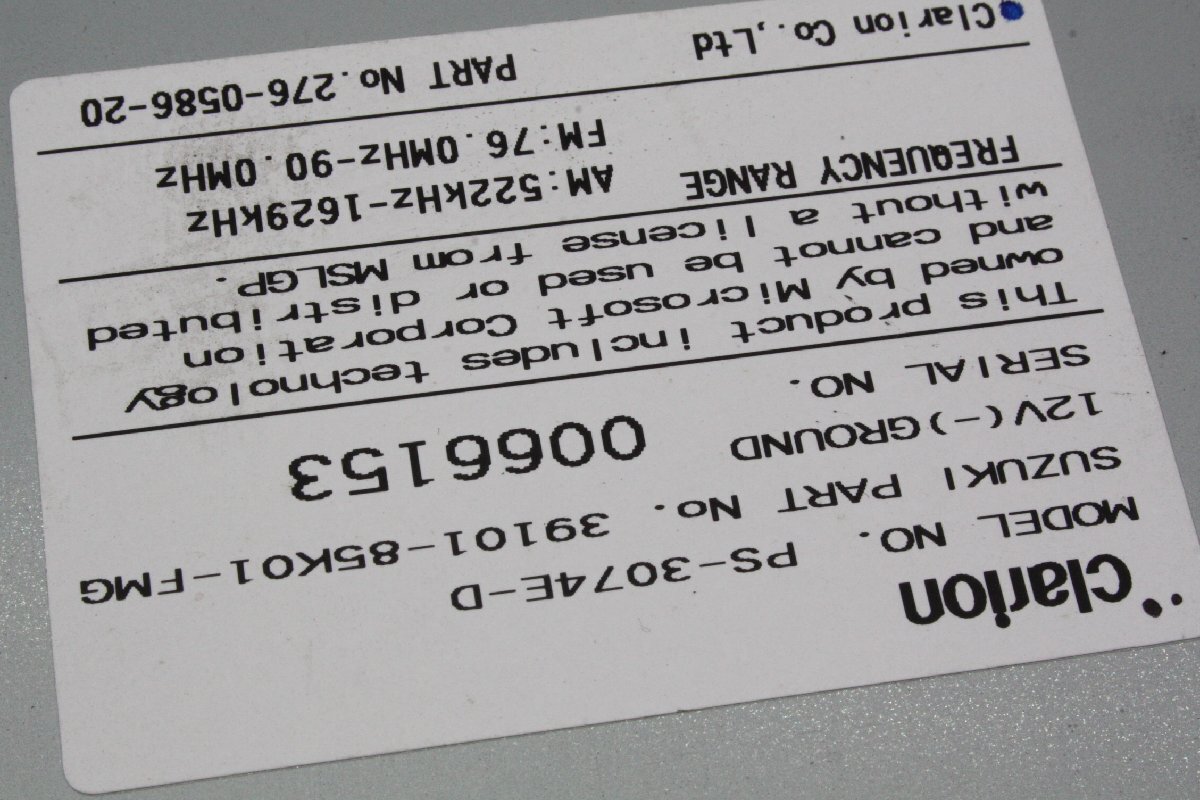 clarion
MODEL NO. PS-3074E-D
SUZUKI PART No. 39101-85K01-FMG
12V(-)GROUND
SERIAL NO. 0066153
This product includes technology
owned by Microsoft Corporation
and cannot be used or distributed
without a license from MSLGP.
FREQUENCY RANGE AM:522kHz-1629kHz
FM:76.0MHz-90.0MHz
Clarion Co.,Ltd PART No.276-0586-20